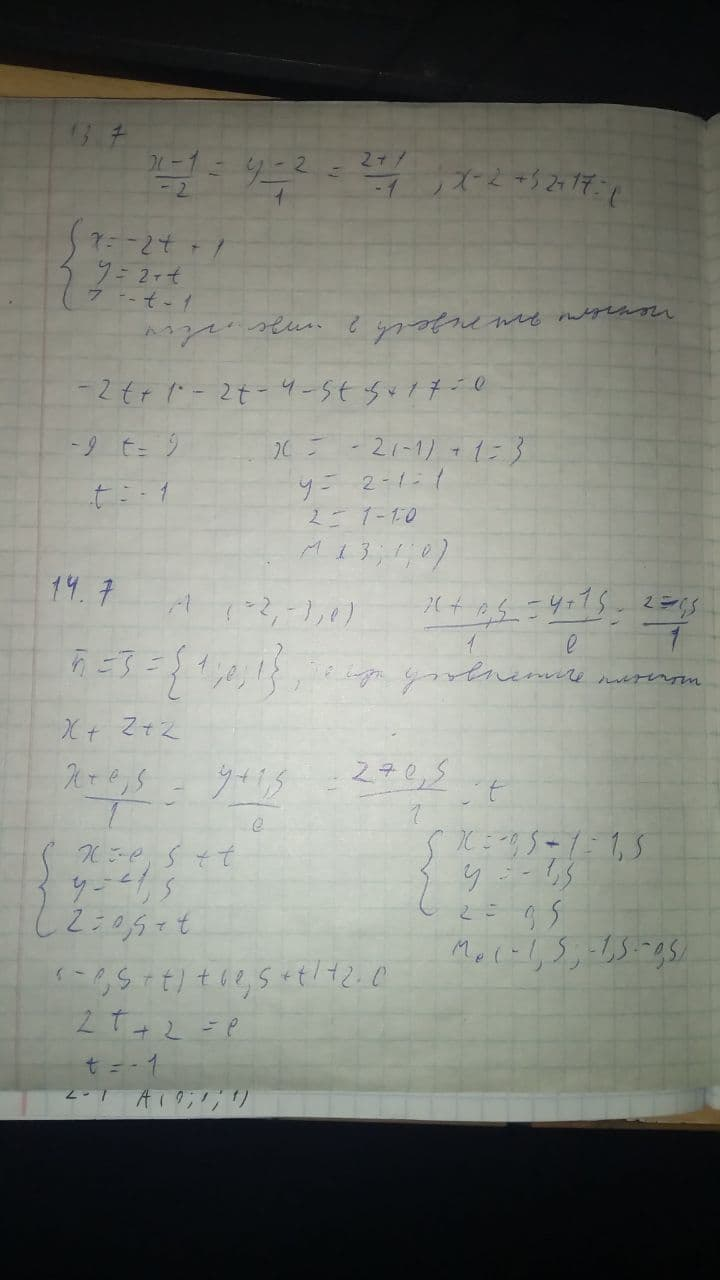 13.7
x-1/-2 = y-2/1 = z+1/-1 ; x-2+5z+17=0
{ x=-2t+1
y=2+t
z=-t-1
в плоскости
-2t+1-2t-4-5t-5+17=0
-9t=9 x=-2(-1)+1=3
t=-1 y=2-1=1
z=1-1=0
M(3;1;0)
14.7 M(-2,-3,0) x+0,5/1 = y+1,5/0 = z-0,5/1
n=s={1;0;1}, уравнение
x+z+2
x+0,5/1 = y+1,5/0 = z-0,5/1 = t
{ x=-0,5+t { x=-0,5-1=1,5
y=-1,5 y=-1,5
z=0,5+t z=0,5
(-0,5+t)+(0,5+t)+2=0 M₀(-1,5;-1,5-0,5)
2t+2=0
t=-1
A(0;1;1)